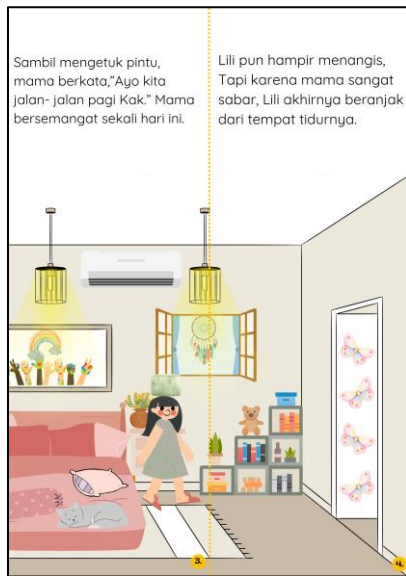 Sambil mengetuk pintu,
mama berkata,"Ayo kita
jalan- jalan pagi Kak." Mama
bersemangat sekali hari ini.
Lili pun hampir menangis,
Tapi karena mama sangat
sabar, Lili akhirnya beranjak
dari tempat tidurnya.
3.
4.